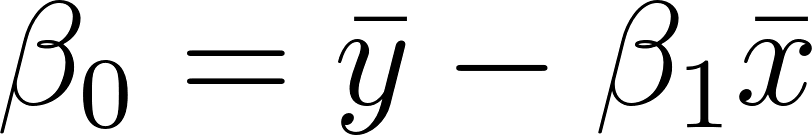 β₀ = y̅ − β₁x̅